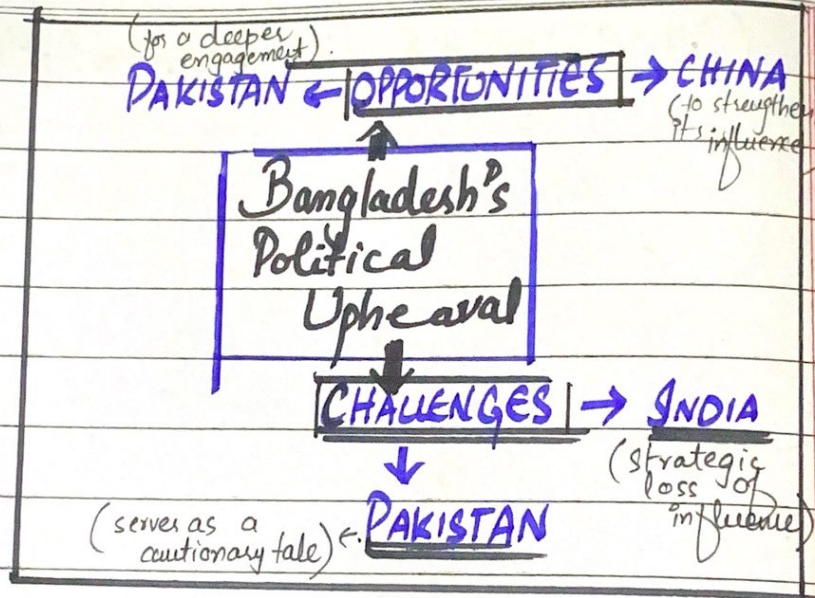 (for a deeper
engagement).
PAKISTAN ← OPPORTUNITIES → CHINA
(to strengthen
its influence
Bangladesh's
Political
Upheaval
CHALLENGES → INDIA
(strategic
loss of
influence)
PAKISTAN
(serves as a
cautionary tale)